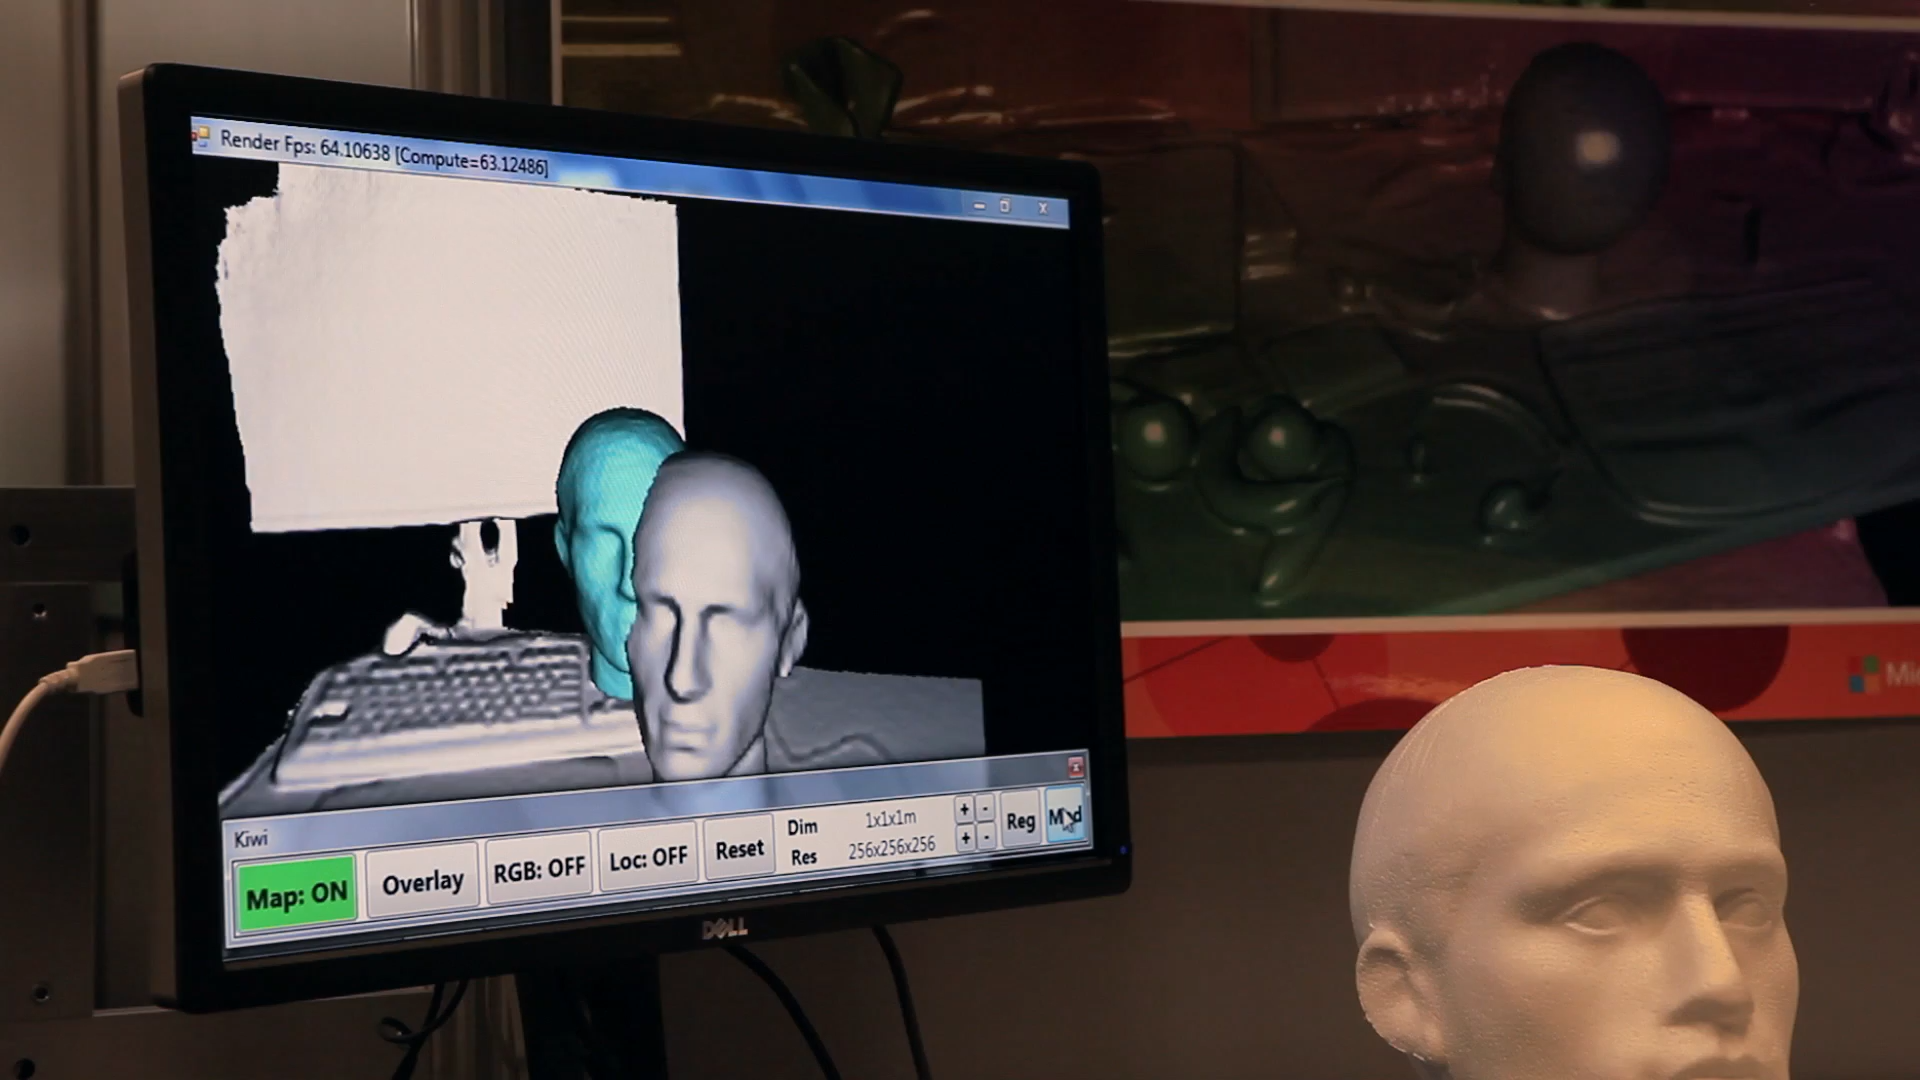 Render Fps: 64.10638 [Compute=63.12486]
Kiwi
Map: ON
Overlay
RGB: OFF
Loc: OFF
Reset
Dim 1x1x1m + -
Res 256x256x256 + -
Reg
DELL